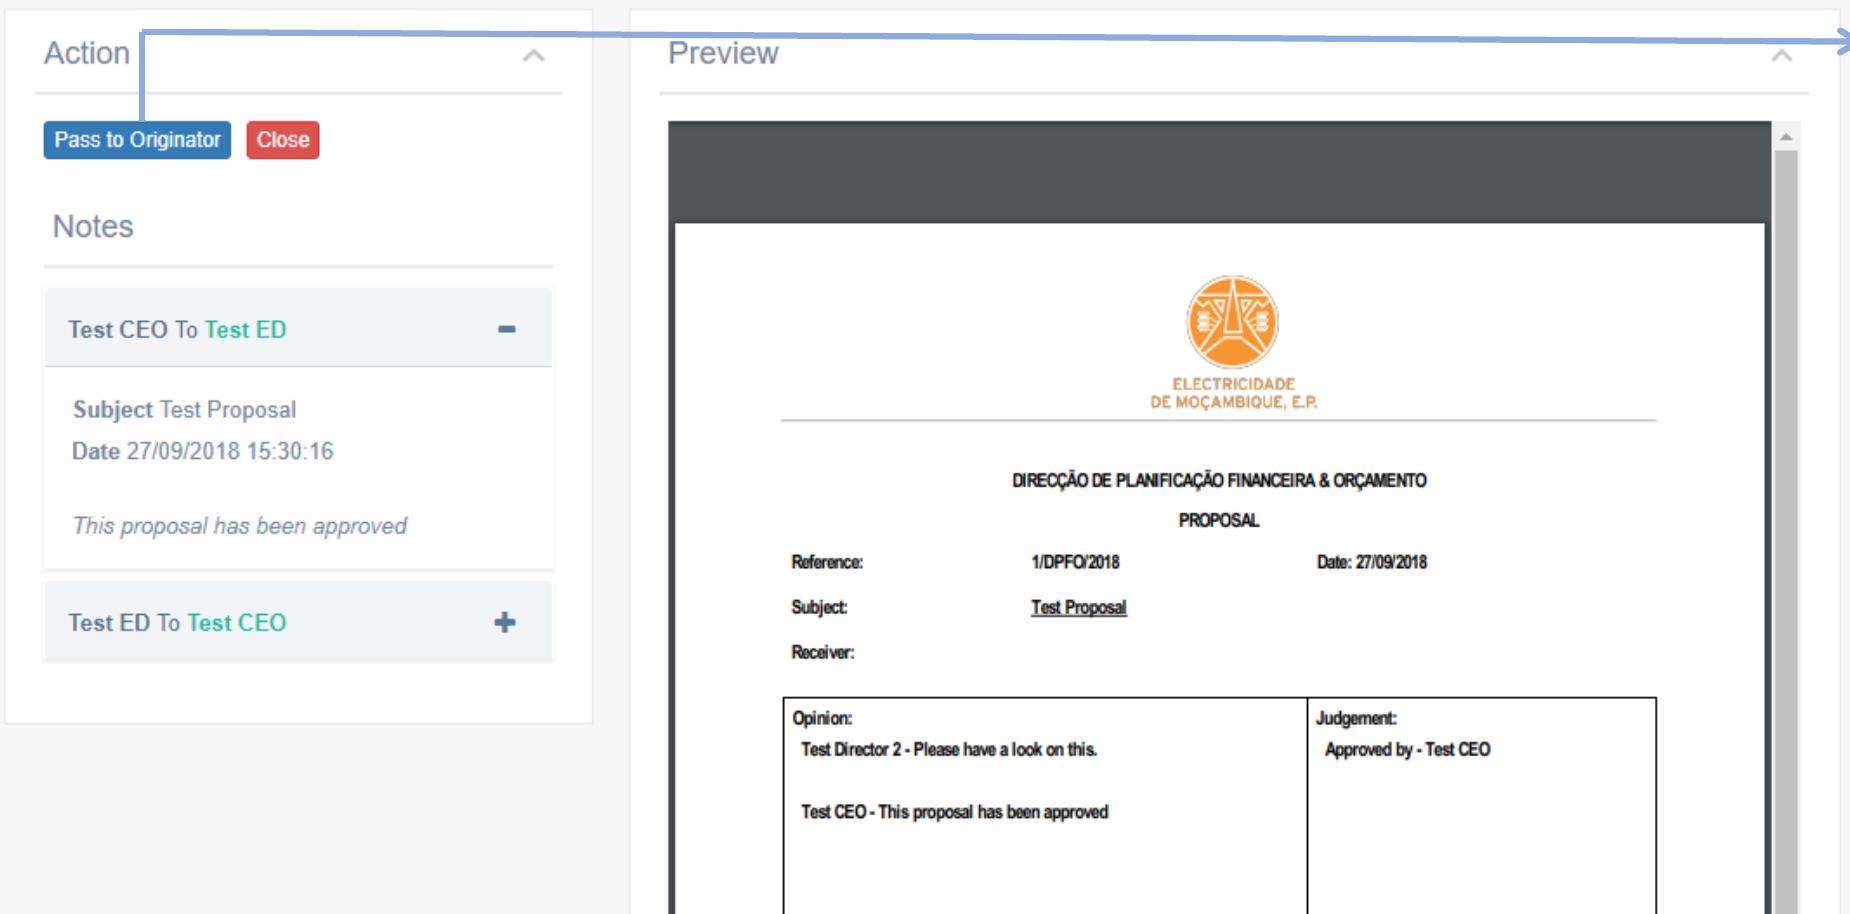 Action
Pass to Originator Close
Notes
Test CEO To Test ED
Subject Test Proposal
Date 27/09/2018 15:30:16
This proposal has been approved
Test ED To Test CEO
Preview
ELECTRICIDADE
DE MOÇAMBIQUE, E.P.
DIRECÇÃO DE PLANIFICAÇÃO FINANCEIRA & ORÇAMENTO
PROPOSAL
Reference: 1/DPFO/2018 Date: 27/09/2018
Subject: Test Proposal
Receiver:
Opinion:
Test Director 2 - Please have a look on this.
Test CEO - This proposal has been approved
Judgement:
Approved by - Test CEO